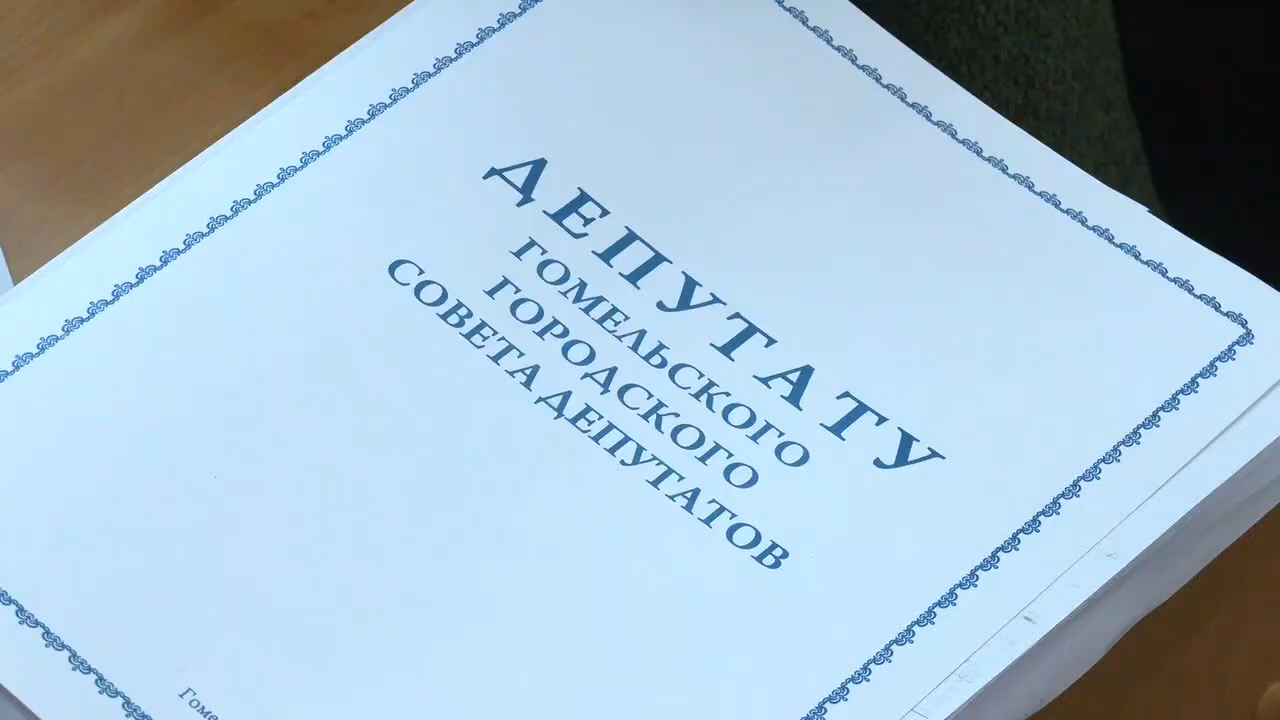 ДЕПУТАТУ
ГОМЕЛЬСКОГО
ГОРОДСКОГО
СОВЕТА ДЕПУТАТОВ